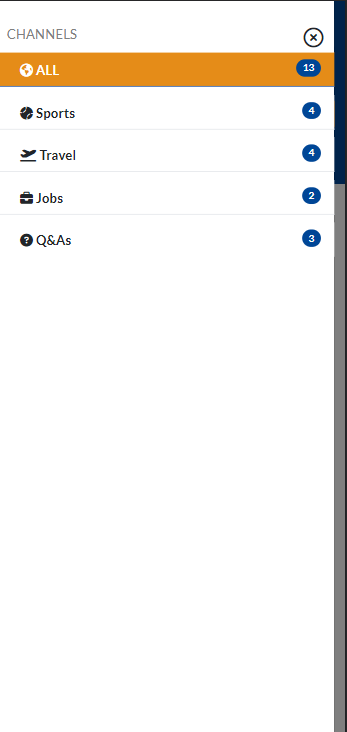 CHANNELS
ALL 13
Sports 4
Travel 4
Jobs 2
Q&As 3